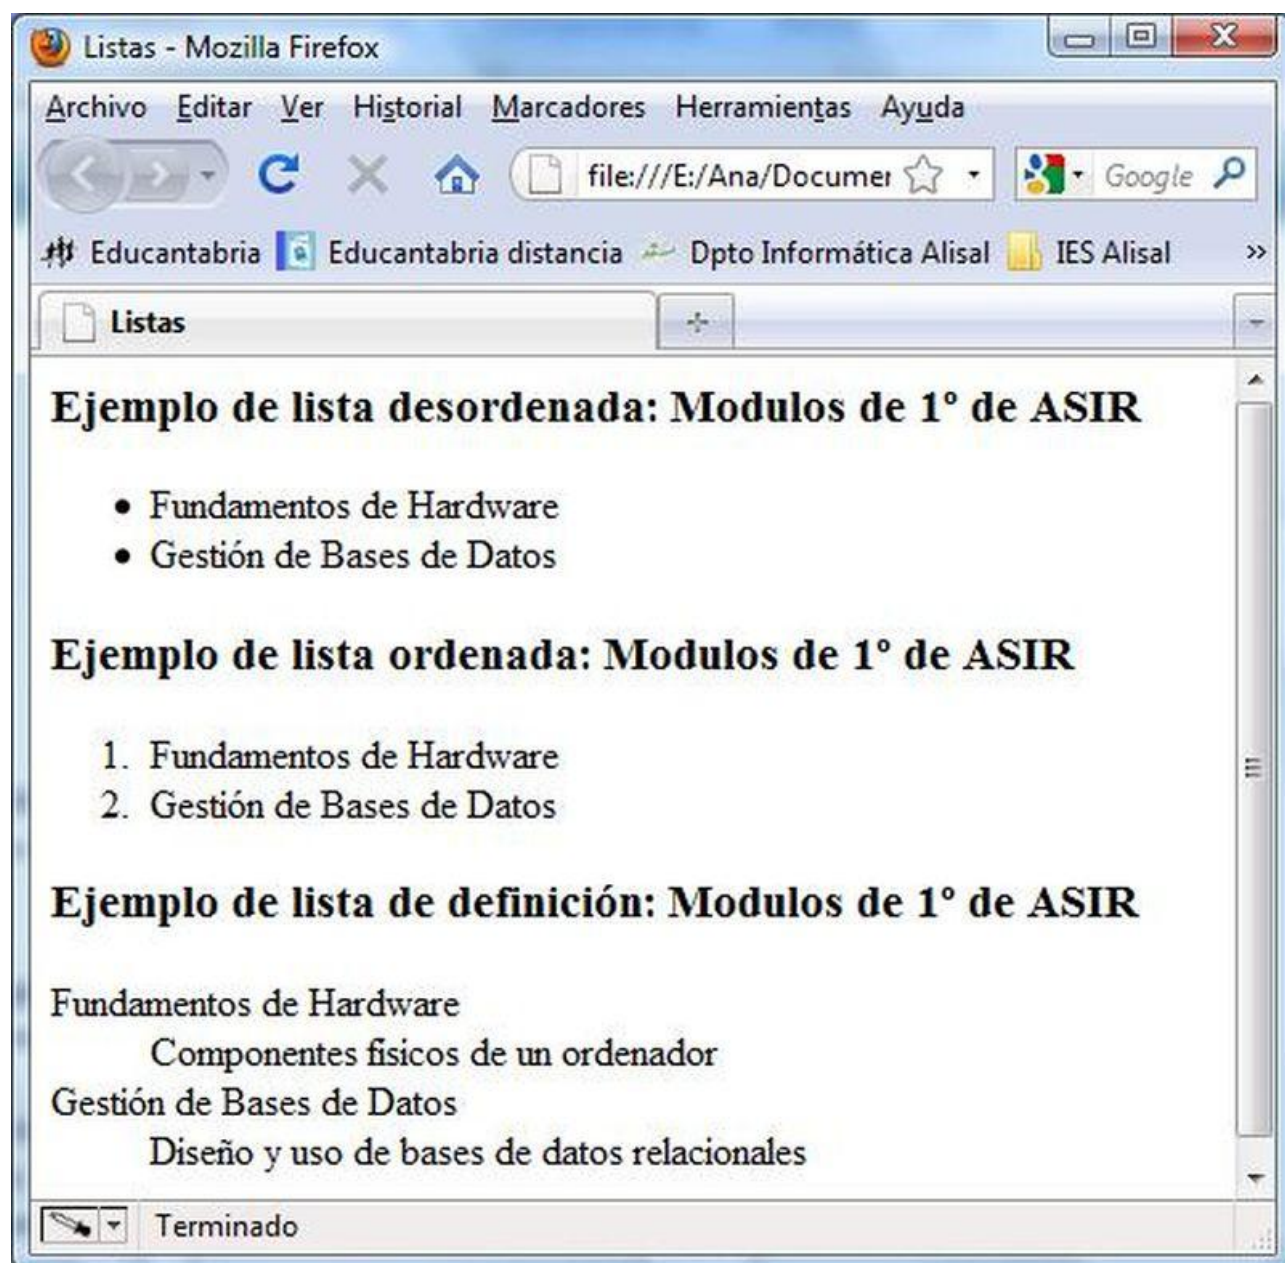 Listas - Mozilla Firefox
Archivo Editar Ver Historial Marcadores Herramientas Ayuda
file:///E:/Ana/Documer Google
Educantabria Educantabria distancia Dpto Informática Alisal IES Alisal »
Listas
Ejemplo de lista desordenada: Modulos de 1º de ASIR
• Fundamentos de Hardware
• Gestión de Bases de Datos
Ejemplo de lista ordenada: Modulos de 1º de ASIR
1. Fundamentos de Hardware
2. Gestión de Bases de Datos
Ejemplo de lista de definición: Modulos de 1º de ASIR
Fundamentos de Hardware
Componentes fisicos de un ordenador
Gestión de Bases de Datos
Diseño y uso de bases de datos relacionales
Terminado